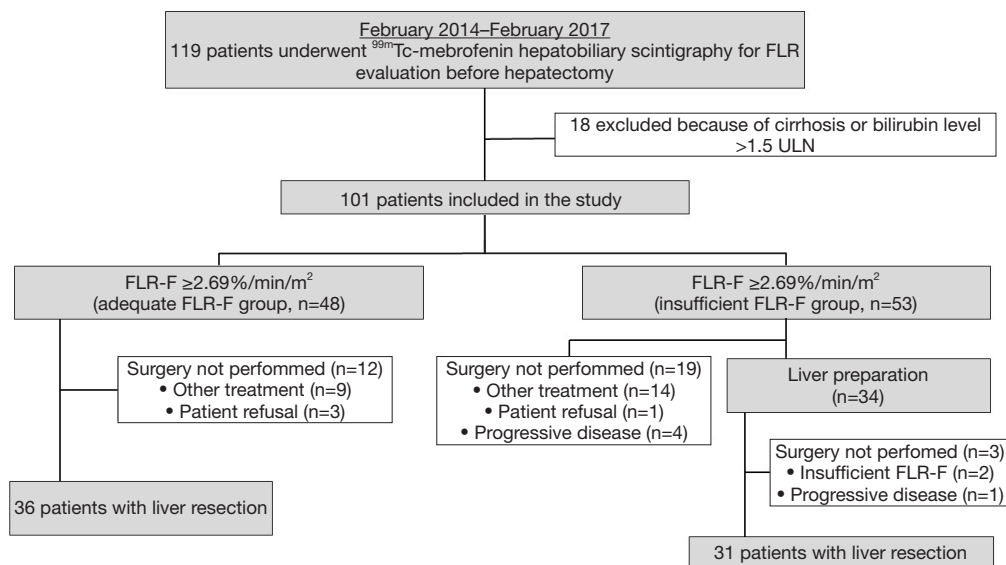 February 2014–February 2017
119 patients underwent ⁹⁹ᵐTc-mebrofenin hepatobiliary scintigraphy for FLR
evaluation before hepatectomy
18 excluded because of cirrhosis or bilirubin level
>1.5 ULN
101 patients included in the study
FLR-F ≥2.69%/min/m²
(adequate FLR-F group, n=48)
FLR-F ≥2.69%/min/m²
(insufficient FLR-F group, n=53)
Surgery not perfommed (n=12)
• Other treatment (n=9)
• Patient refusal (n=3)
Surgery not perfommed (n=19)
• Other treatment (n=14)
• Patient refusal (n=1)
• Progressive disease (n=4)
Liver preparation
(n=34)
Surgery not perfomed (n=3)
• Insufficient FLR-F (n=2)
• Progressive disease (n=1)
36 patients with liver resection
31 patients with liver resection